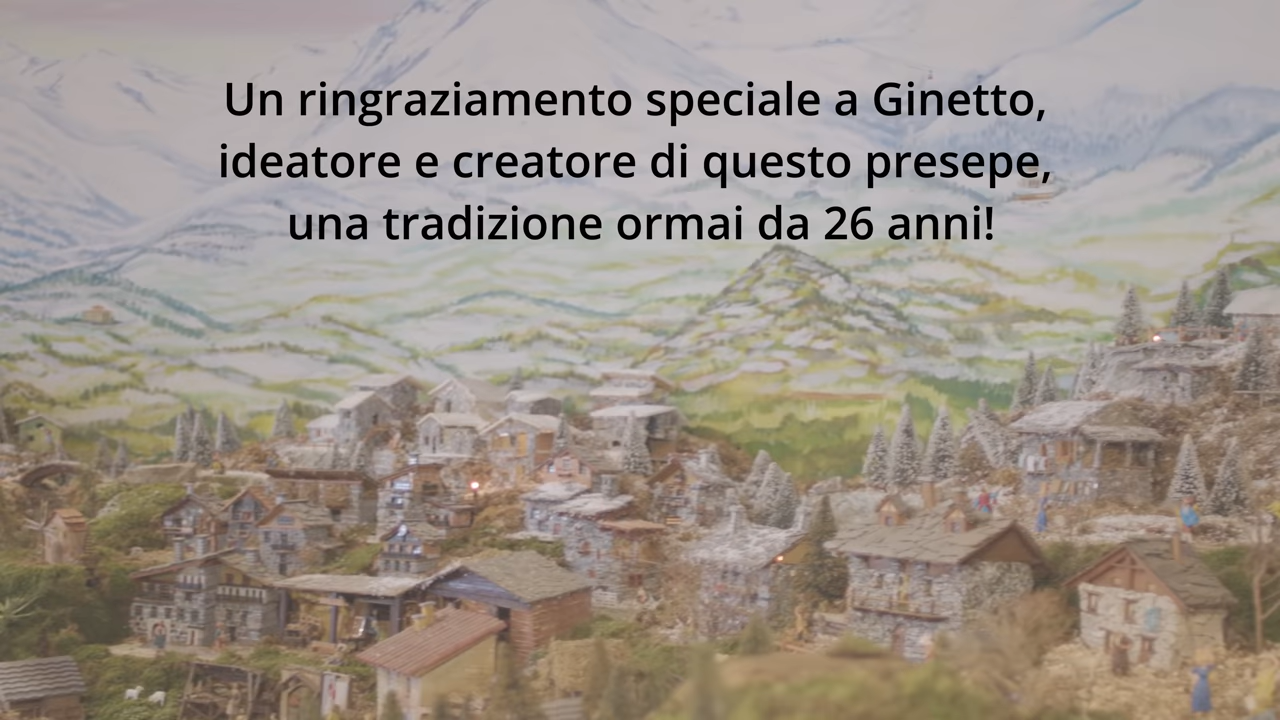 Un ringraziamento speciale a Ginetto,
ideatore e creatore di questo presepe,
una tradizione ormai da 26 anni!